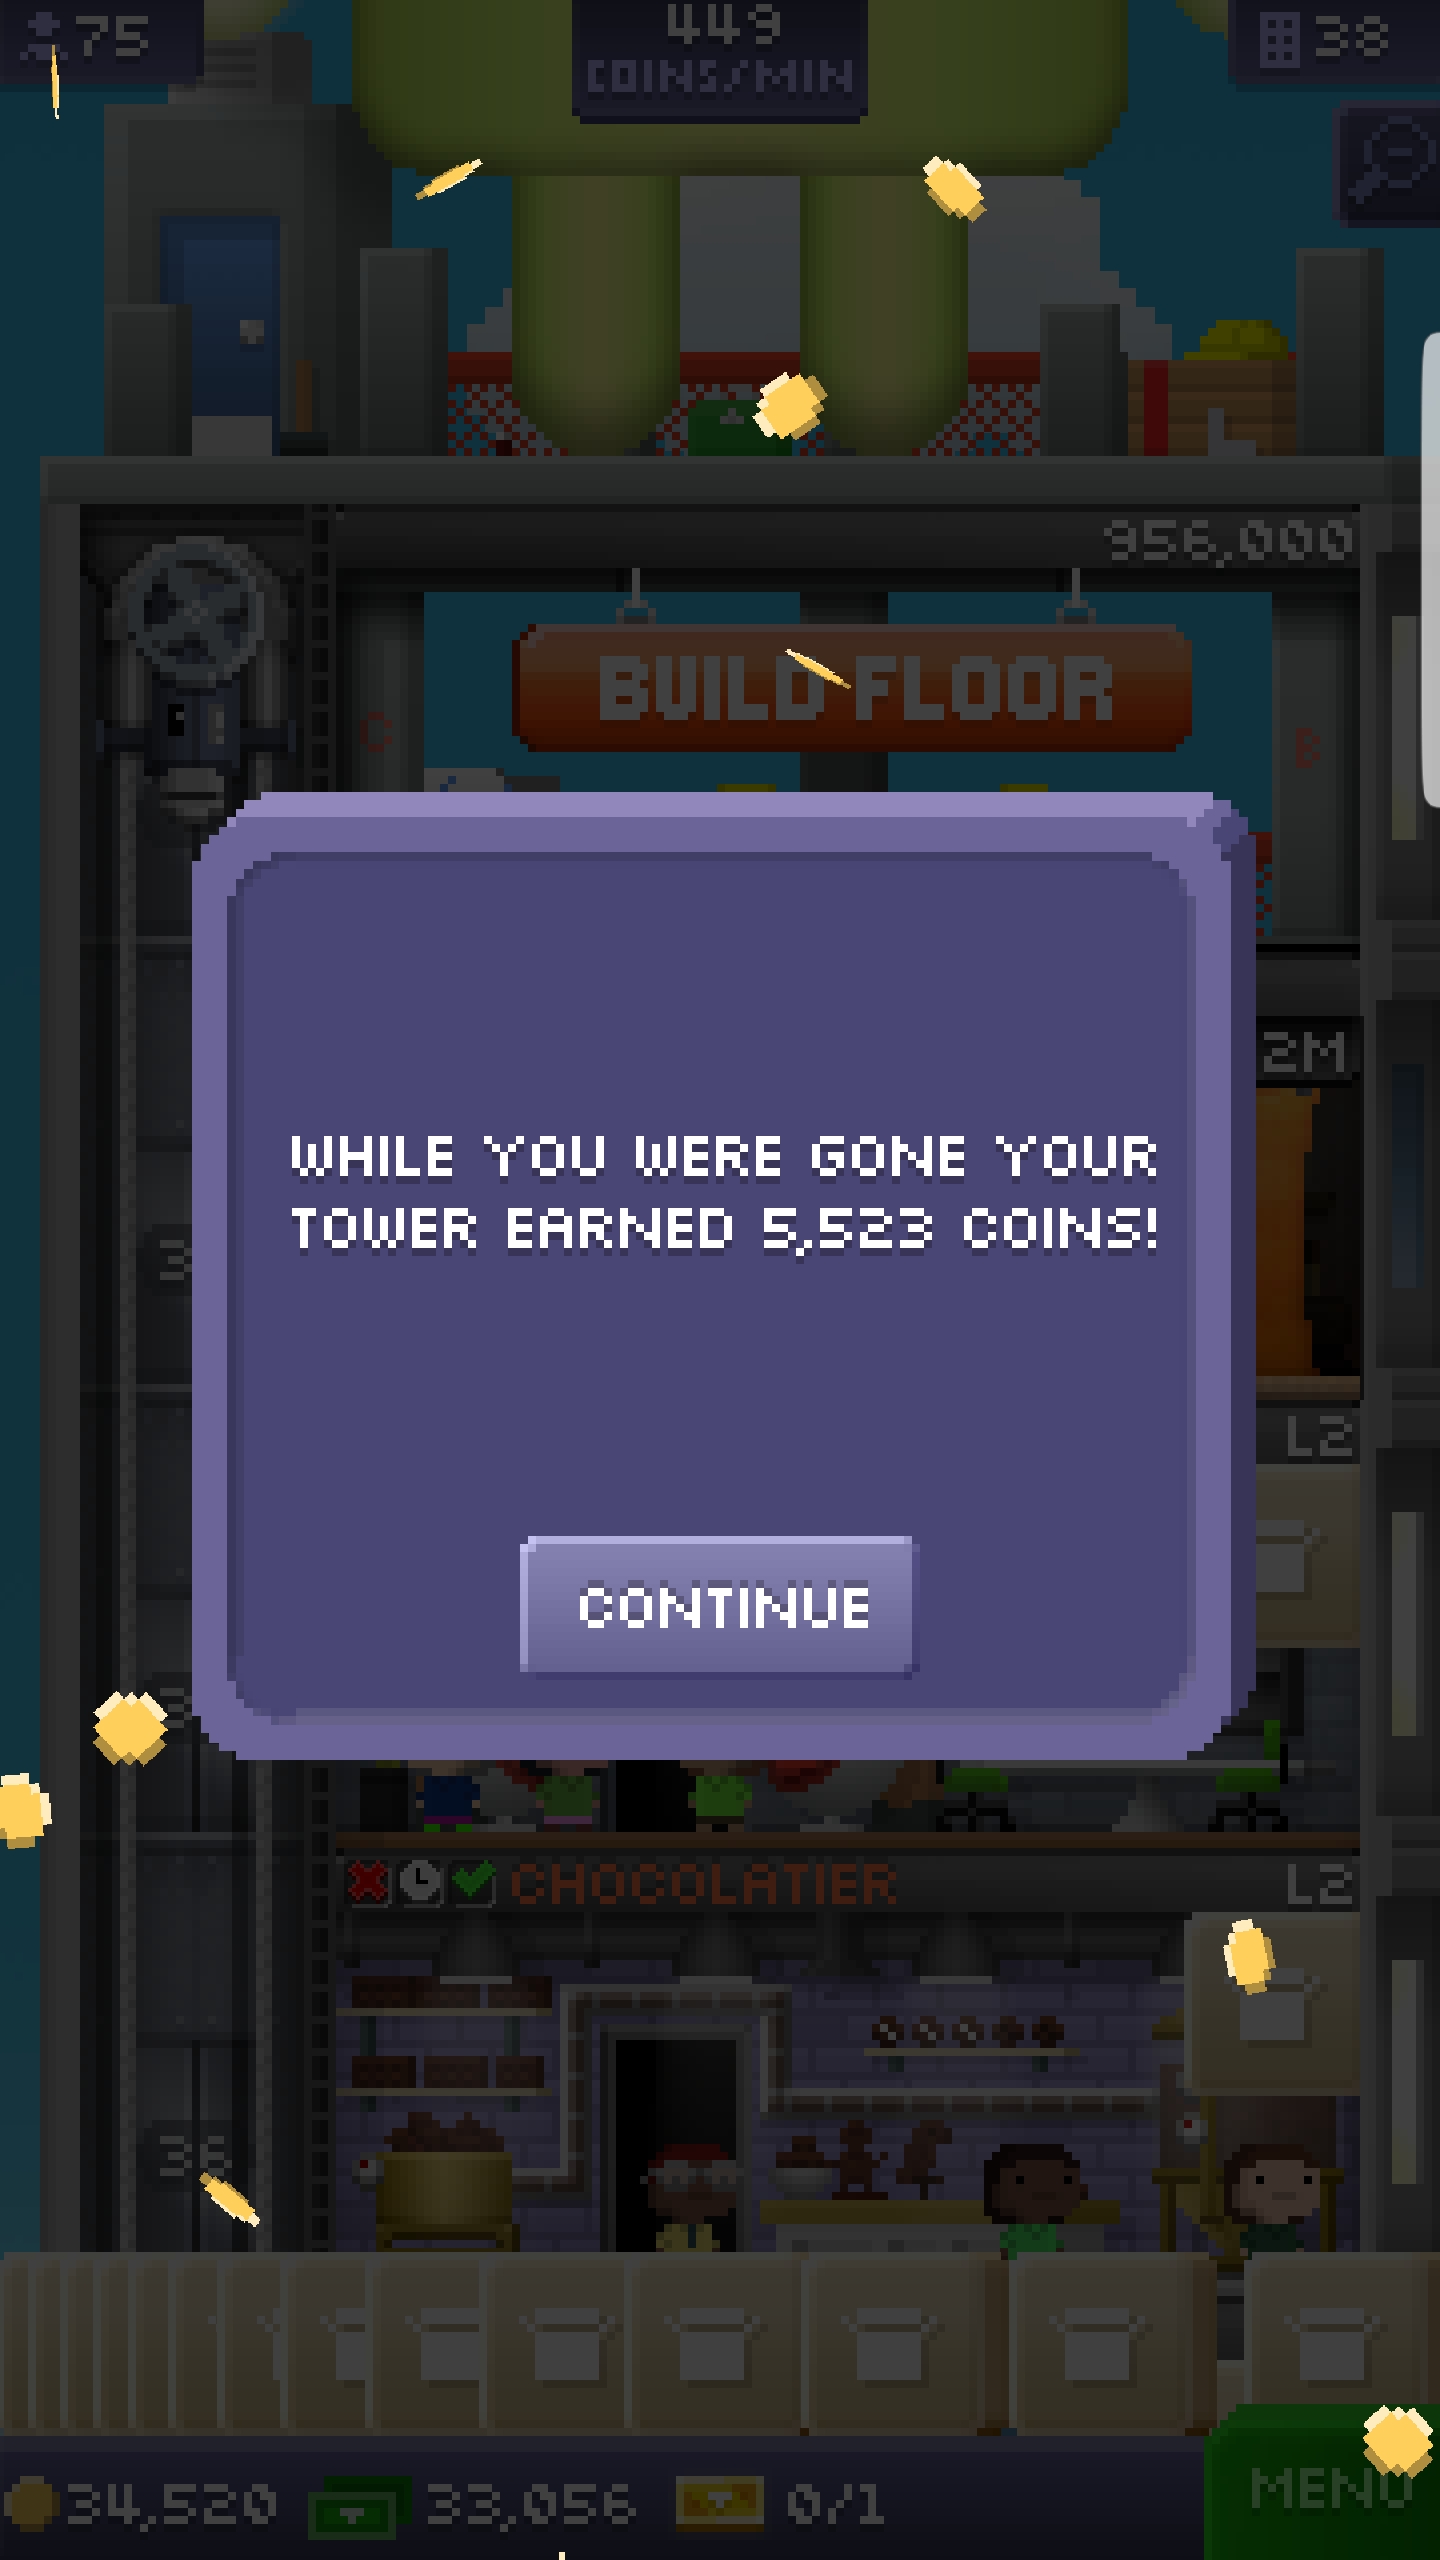 75
449
COINS/MIN
38
956,000
BUILD FLOOR
C
B
2M
WHILE YOU WERE GONE YOUR
TOWER EARNED 5,523 COINS!
L2
CONTINUE
CHOCOLATIER
L2
36
34,520
33,056
0/1
MENU